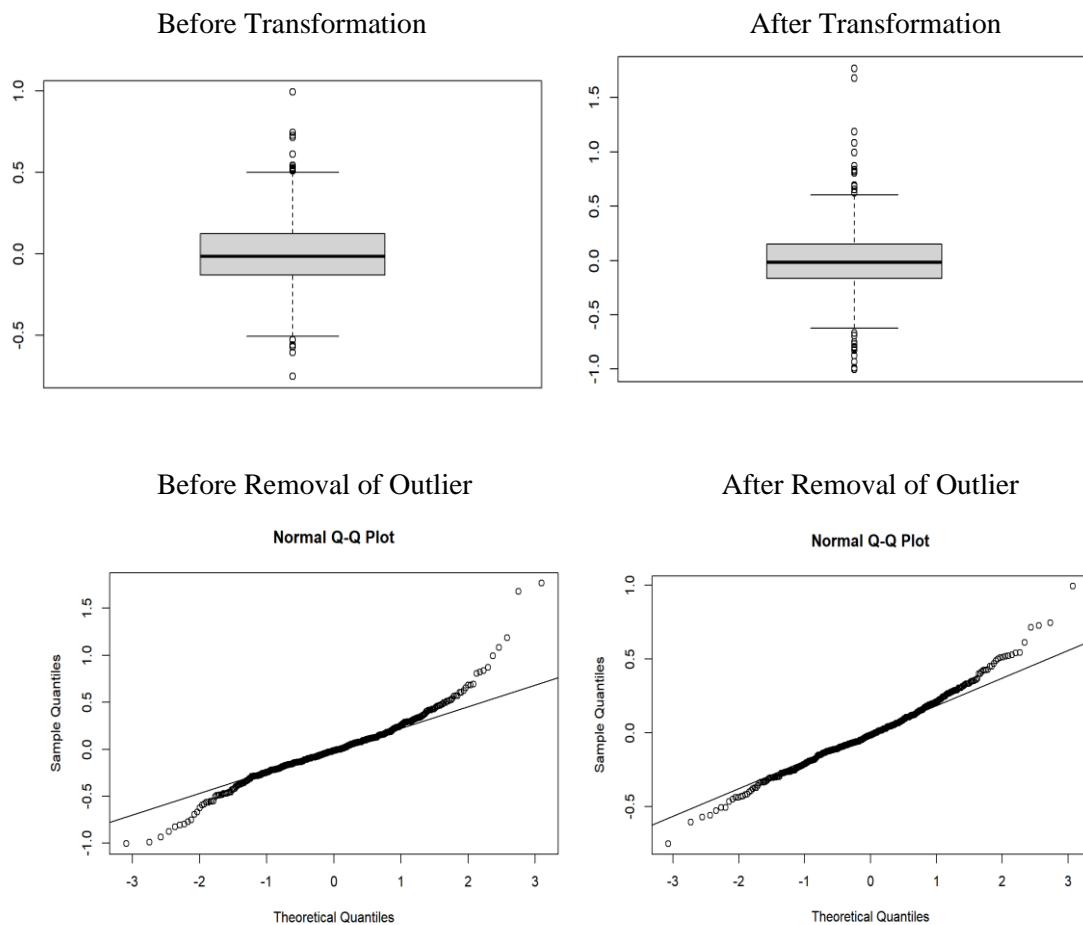 Before Transformation
After Transformation
1.0
0.5
0.0
-0.5
1.5
1.0
0.5
0.0
-0.5
-1.0
Before Removal of Outlier
After Removal of Outlier
Normal Q-Q Plot
Normal Q-Q Plot
Sample Quantiles
1.5
1.0
0.5
0.0
-0.5
-1.0
-3 -2 -1 0 1 2 3
Theoretical Quantiles
Sample Quantiles
1.0
0.5
0.0
-0.5
-3 -2 -1 0 1 2 3
Theoretical Quantiles